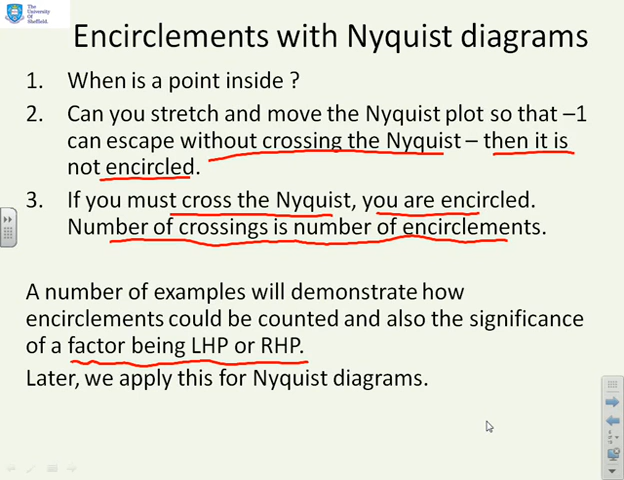 The
University
Of
Sheffield.
Encirclements with Nyquist diagrams
1. When is a point inside ?
2. Can you stretch and move the Nyquist plot so that –1
can escape without crossing the Nyquist – then it is
not encircled.
3. If you must cross the Nyquist, you are encircled.
Number of crossings is number of encirclements.
A number of examples will demonstrate how
encirclements could be counted and also the significance
of a factor being LHP or RHP.
Later, we apply this for Nyquist diagrams.